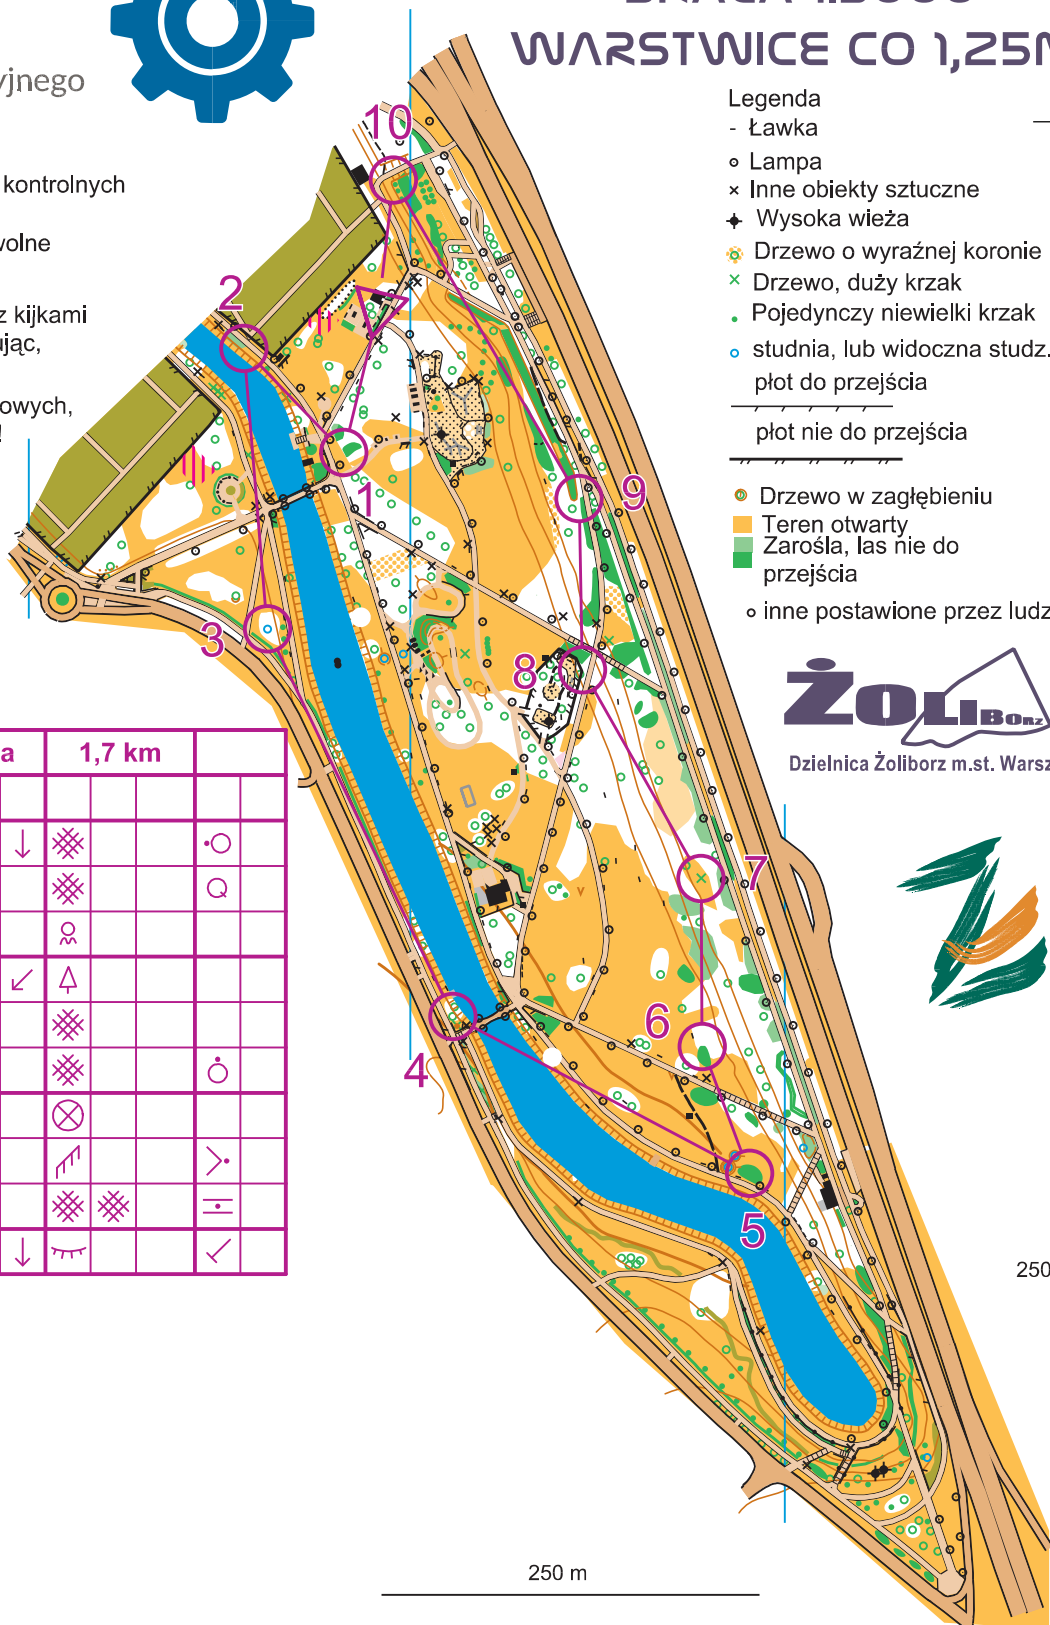 WARSTWICE CO 1,25
yjnego
kontrolnych
wolne
z kijkami
ując,
owych,
!
Legenda
- Ławka
Lampa
Inne obiekty sztuczne
Wysoka wieża
Drzewo o wyraźnej koronie
Drzewo, duży krzak
Pojedynczy niewielki krzak
studnia, lub widoczna studz.
płot do przejścia
płot nie do przejścia
Drzewo w zagłębieniu
Teren otwarty
Zarośla, las nie do
przejścia
inne postawione przez ludz
ŻOLIBORZ
Dzielnica Żoliborz m.st. Warsz
10
2
1
9
3
8
7
6
4
5
a 1,7 km
250
250 m